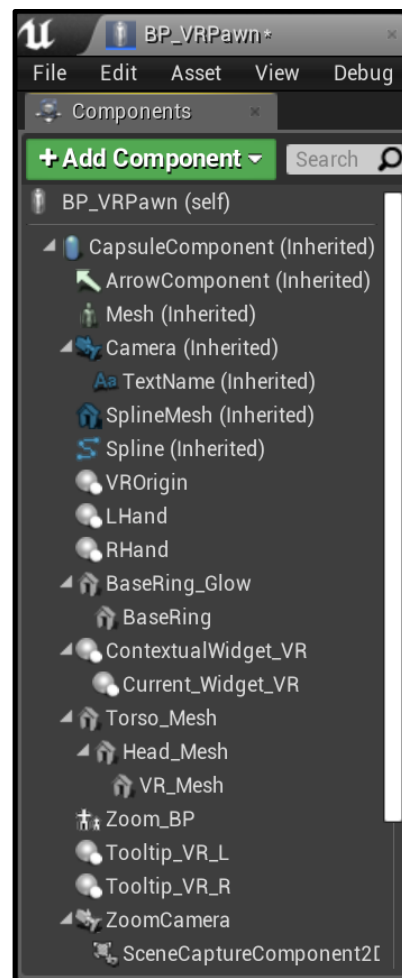 BP_VRPawn*
File Edit Asset View Debug
Components
+Add Component Search
BP_VRPawn (self)
CapsuleComponent (Inherited)
ArrowComponent (Inherited)
Mesh (Inherited)
Camera (Inherited)
Aa TextName (Inherited)
SplineMesh (Inherited)
Spline (Inherited)
VROrigin
LHand
RHand
BaseRing_Glow
BaseRing
ContextualWidget_VR
Current_Widget_VR
Torso_Mesh
Head_Mesh
VR_Mesh
Zoom_BP
Tooltip_VR_L
Tooltip_VR_R
ZoomCamera
SceneCaptureComponent2D